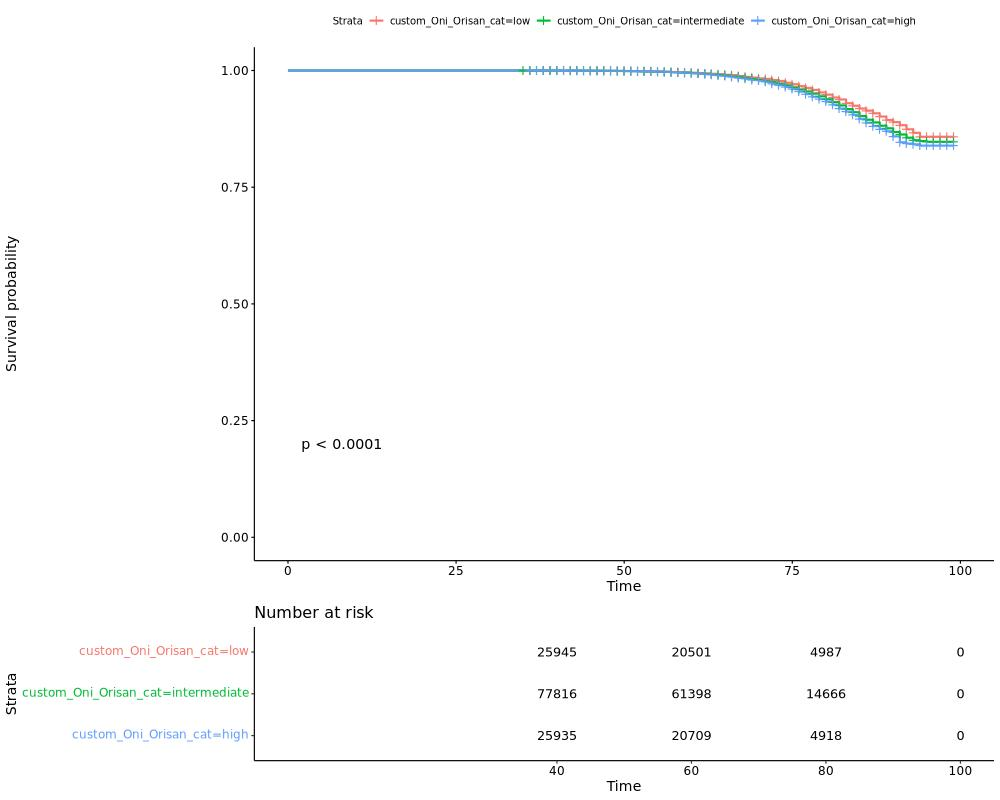 Strata custom_Oni_Orisan_cat=low custom_Oni_Orisan_cat=intermediate custom_Oni_Orisan_cat=high
1.00
0.75
0.50
0.25
0.00
Survival probability
p < 0.0001
0 25 50 75 100
Time
Number at risk
Strata
custom_Oni_Orisan_cat=low 25945 20501 4987 0
custom_Oni_Orisan_cat=intermediate 77816 61398 14666 0
custom_Oni_Orisan_cat=high 25935 20709 4918 0
40 60 80 100
Time